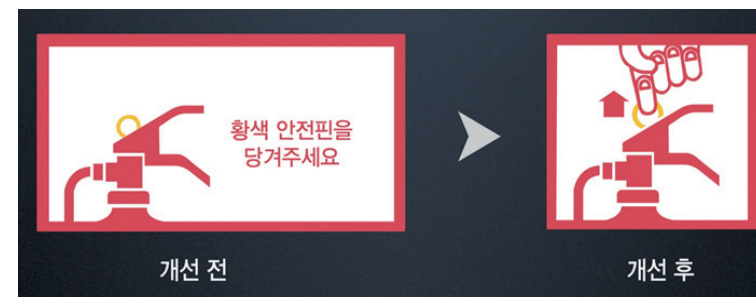 황색 안전핀을
당겨주세요
개선 전
개선 후